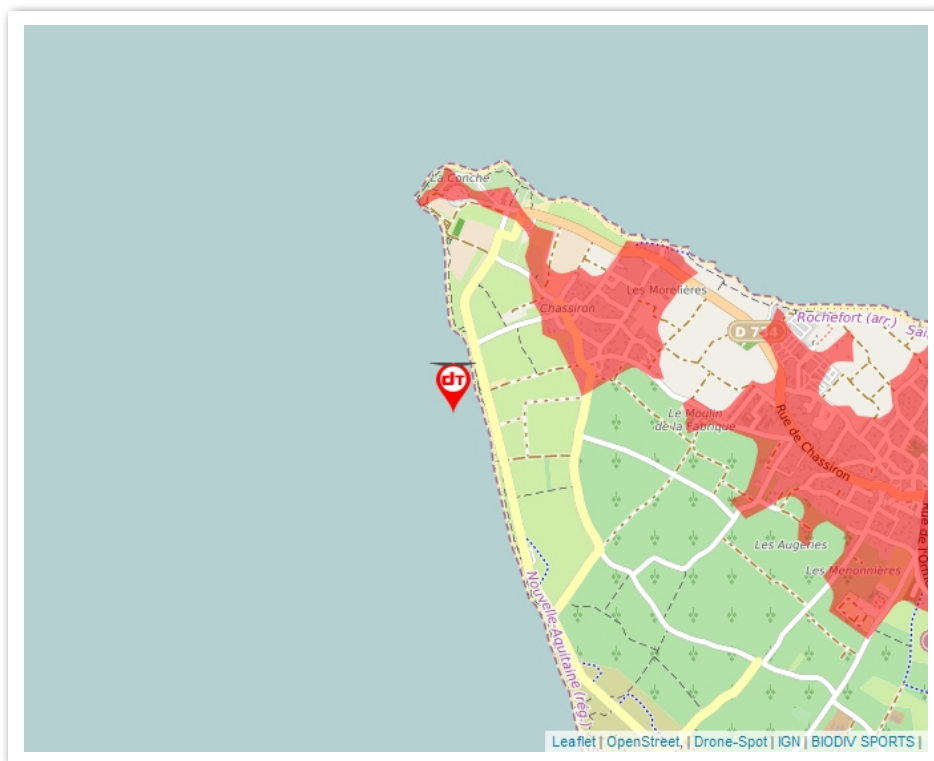 La Conche
Les Morelières
Chassiron
D 734
Rochefort (arr.)
dT
Le Moulin
de la Fabrique
Rue de Chassiron
Les Augeries
Les Menonnières
Nouvelle-Aquitaine (rég.)
Leaflet | OpenStreet, | Drone-Spot | IGN | BIODIV SPORTS |